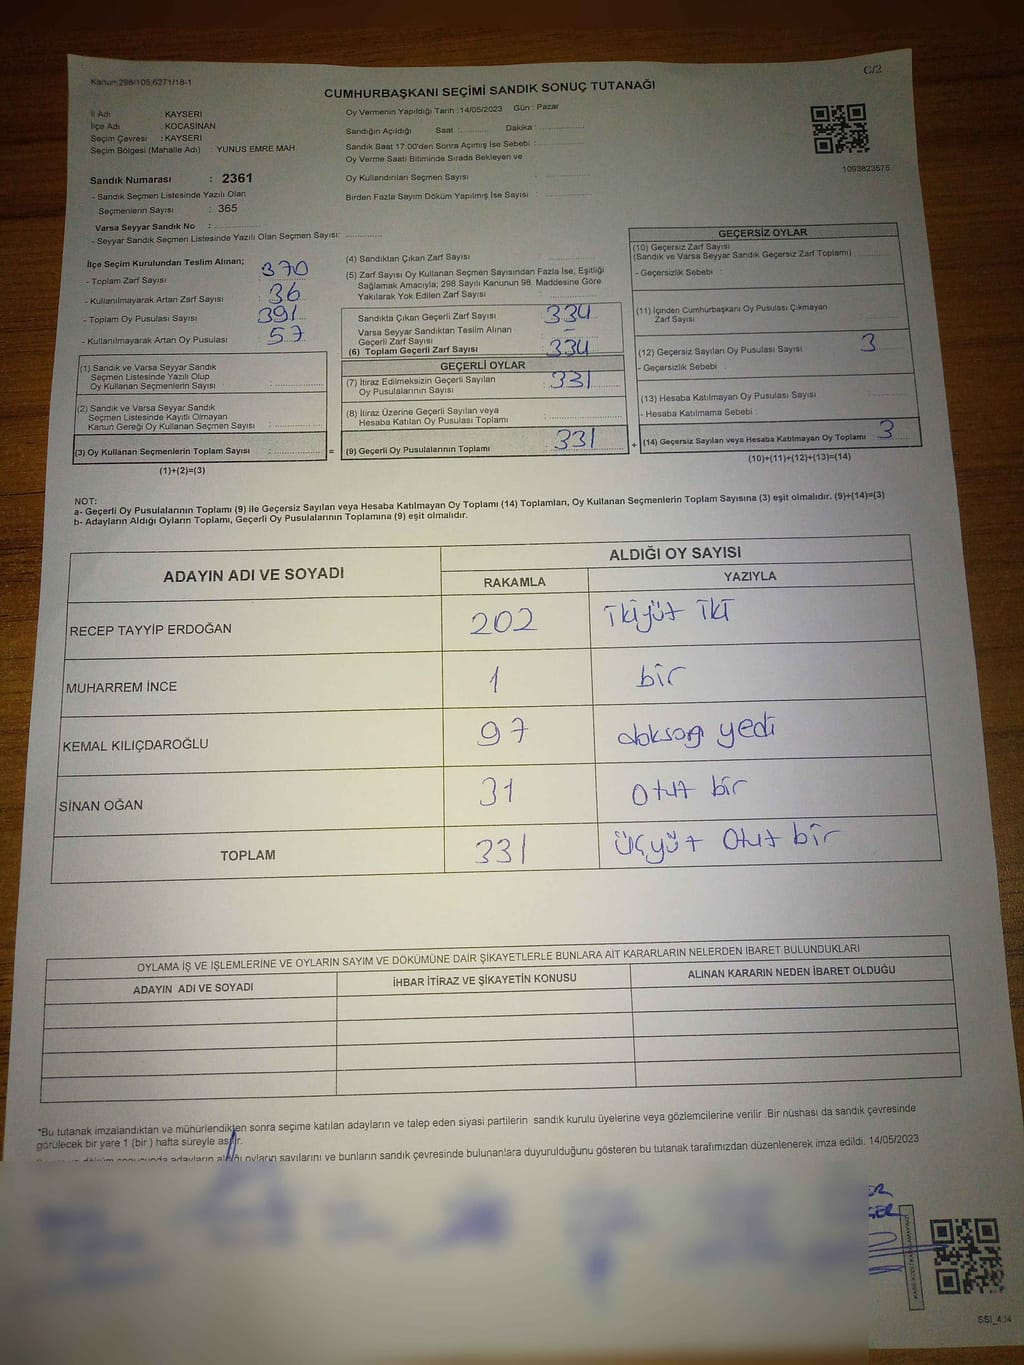 Kanun 298/105,6271/18-1
C/2
CUMHURBAŞKANI SEÇİMİ SANDIK SONUÇ TUTANAĞI
İl Adı : KAYSERİ
İlçe Adı : KOCASİNAN
Seçim Çevresi : KAYSERİ
Seçim Bölgesi (Mahalle Adı) : YUNUS EMRE MAH.
Oy Vermenin Yapıldığı Tarih : 14/05/2023 Gün : Pazar
Sandığın Açıldığı Saat : Dakika :
Sandık Saat 17:00'den Sonra Açımış İse Sebebi :
Oy Verme Saati Bitiminde Sırada Bekleyen ve
Oy Kullandırılan Seçmen Sayısı :
Birden Fazla Sayım Döküm Yapılmış İse Sayısı :
1093823575
Sandık Numarası : 2361
- Sandık Seçmen Listesinde Yazılı Olan
Seçmenlerin Sayısı : 365
Varsa Seyyar Sandık No :
- Seyyar Sandık Seçmen Listesinde Yazılı Olan Seçmen Sayısı:
İlçe Seçim Kurulundan Teslim Alınan;
- Toplam Zarf Sayısı : 370
- Kullanılmayarak Artan Zarf Sayısı : 36
- Toplam Oy Pusulası Sayısı : 391
- Kullanılmayarak Artan Oy Pusulası : 57
(1) Sandık ve Varsa Seyyar Sandık
Seçmen Listesinde Yazılı Olup
Oy Kullanan Seçmenlerin Sayısı :
(2) Sandık ve Varsa Seyyar Sandık
Seçmen Listesinde Kayıtlı Olmayan
Kanun Gereği Oy Kullanan Seçmen Sayısı :
(3) Oy Kullanan Seçmenlerin Toplam Sayısı :
(1)+(2)=(3)
(4) Sandıktan Çıkan Zarf Sayısı :
(5) Zarf Sayısı Oy Kullanan Seçmen Sayısından Fazla İse, Eşitliği
Sağlamak Amacıyla; 298 Sayılı Kanunun 98. Maddesine Göre
Yakılarak Yok Edilen Zarf Sayısı :
Sandıkta Çıkan Geçerli Zarf Sayısı : 334
Varsa Seyyar Sandıktan Teslim Alınan
Geçerli Zarf Sayısı : -
(6) Toplam Geçerli Zarf Sayısı : 334
GEÇERLİ OYLAR
(7) İtiraz Edilmeksizin Geçerli Sayılan
Oy Pusulalarının Sayısı : 331
(8) İtiraz Üzerine Geçerli Sayılan veya
Hesaba Katılan Oy Pusulası Toplamı :
(9) Geçerli Oy Pusulalarının Toplamı : 331
GEÇERSİZ OYLAR
(10) Geçersiz Zarf Sayısı
(Sandık ve Varsa Seyyar Sandık Geçersiz Zarf Toplamı) :
- Geçersizlik Sebebi :
(11) İçinden Cumhurbaşkanı Oy Pusulası Çıkmayan
Zarf Sayısı :
(12) Geçersiz Sayılan Oy Pusulası Sayısı : 3
- Geçersizlik Sebebi :
(13) Hesaba Katılmayan Oy Pusulası Sayısı :
- Hesaba Katılmama Sebebi :
(14) Geçersiz Sayılan veya Hesaba Katılmayan Oy Toplamı : 3
(10)+(11)+(12)+(13)=(14)
NOT:
a- Geçerli Oy Pusulalarının Toplamı (9) ile Geçersiz Sayılan veya Hesaba Katılmayan Oy Toplamı (14) Toplamları, Oy Kullanan Seçmenlerin Toplam Sayısına (3) eşit olmalıdır. (9)+(14)=(3)
b- Adayların Aldığı Oyların Toplamı, Geçerli Oy Pusulalarının Toplamına (9) eşit olmalıdır.
ADAYIN ADI VE SOYADI
ALDIĞI OY SAYISI
RAKAMLA YAZIYLA
RECEP TAYYİP ERDOĞAN 202 ikiyüz iki
MUHARREM İNCE 1 bir
KEMAL KILIÇDAROĞLU 97 doksan yedi
SİNAN OĞAN 31 Otuz bir
TOPLAM 331 üçyüz Otuz bir
OYLAMA İŞ VE İŞLEMLERİNE VE OYLARIN SAYIM VE DÖKÜMÜNE DAİR ŞİKAYETLERLE BUNLARA AİT KARARLARIN NELERDEN İBARET BULUNDUKLARI
ADAYIN ADI VE SOYADI İHBAR İTİRAZ VE ŞİKAYETİN KONUSU ALINAN KARARIN NEDEN İBARET OLDUĞU
*Bu tutanak imzalandıktan ve mühürlendikten sonra seçime katılan adayların ve talep eden siyasi partilerin sandık kurulu üyelerine veya gözlemcilerine verilir .Bir nüshası da sandık çevresinde
görülecek bir yere 1 (bir ) hafta süreyle asılır.
adayların aldığı oyların sayılarını ve bunların sandık çevresinde bulunanlara duyurulduğunu gösteren bu tutanak tarafımızdan düzenlenerek imza edildi. 14/05/2023